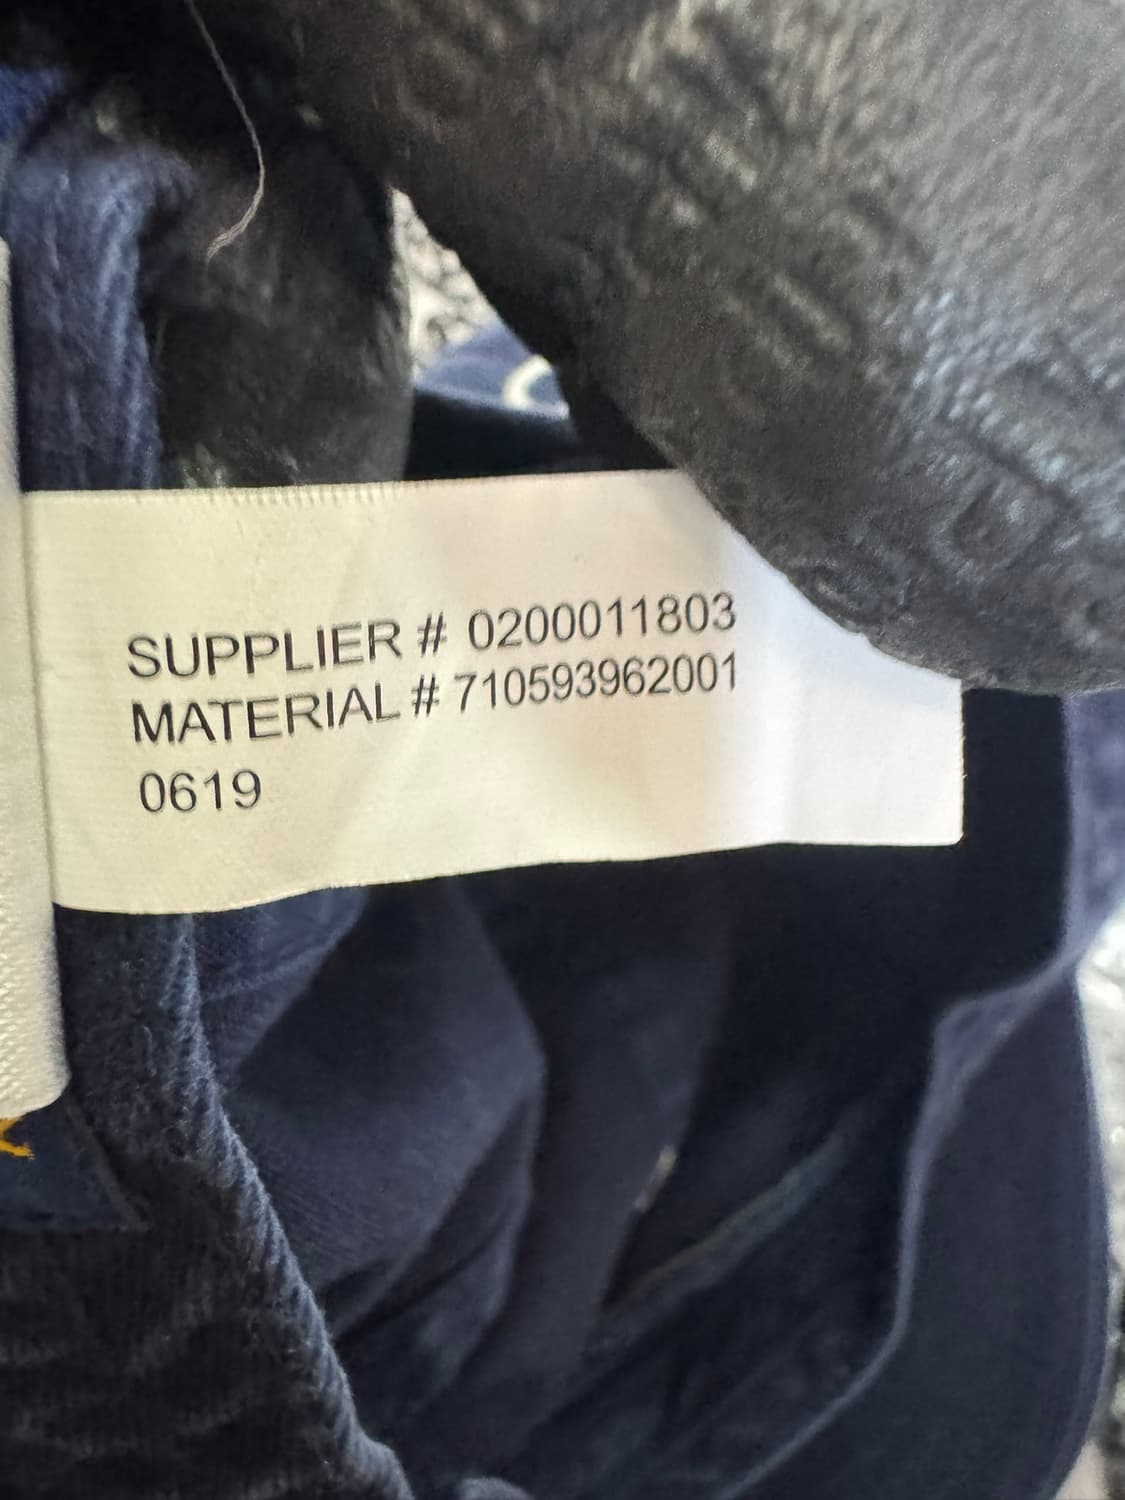 SUPPLIER # 0200011803
MATERIAL # 710593962001
0619